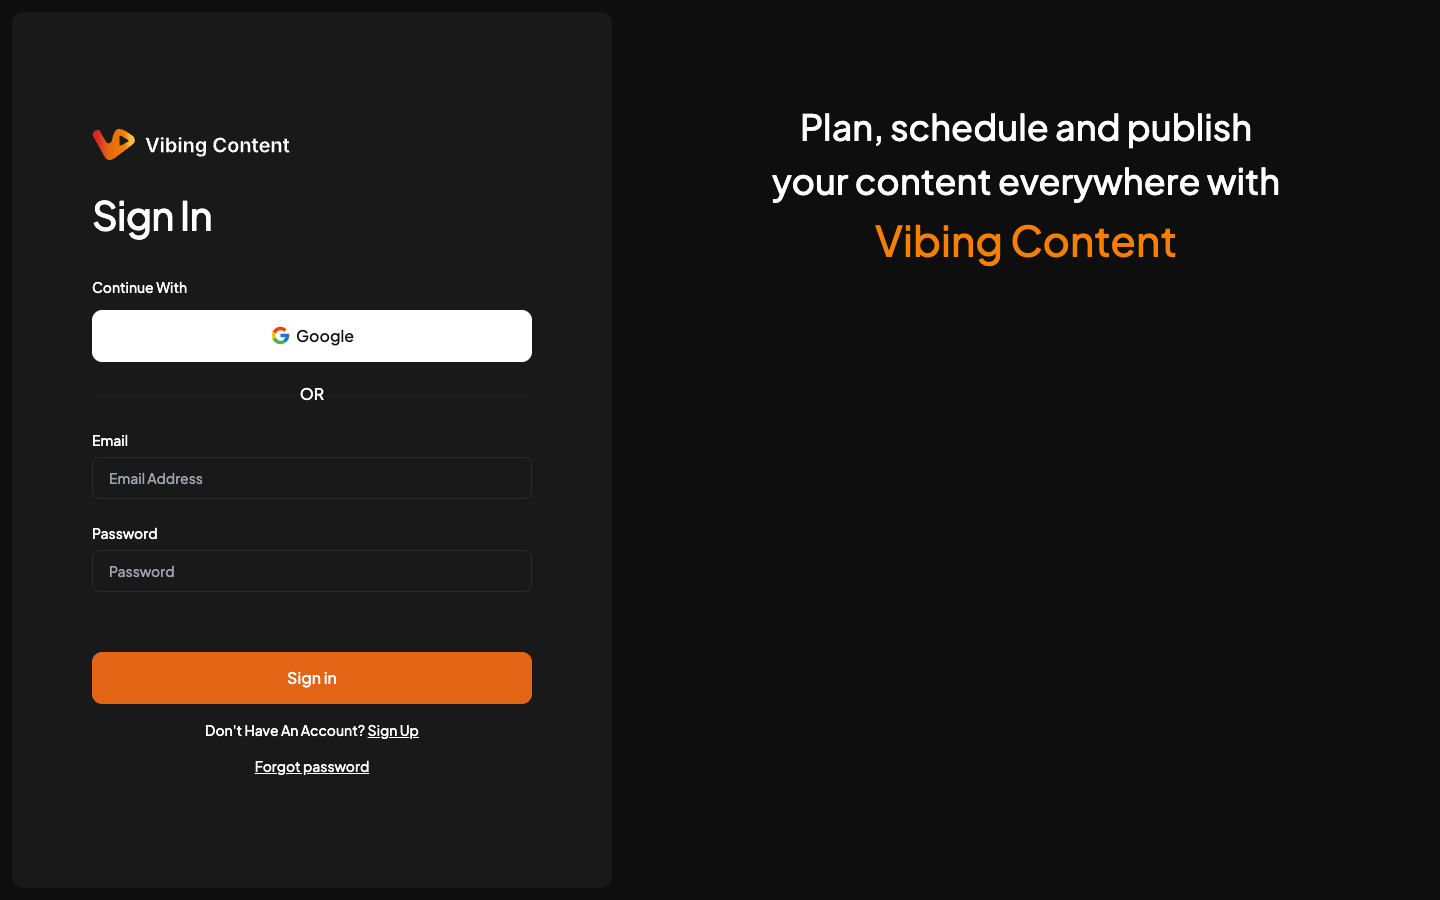 Vibing Content
Sign In
Continue With
Google
OR
Email
Email Address
Password
Password
Sign in
Don't Have An Account? Sign Up
Forgot password
Plan, schedule and publish
your content everywhere with
Vibing Content